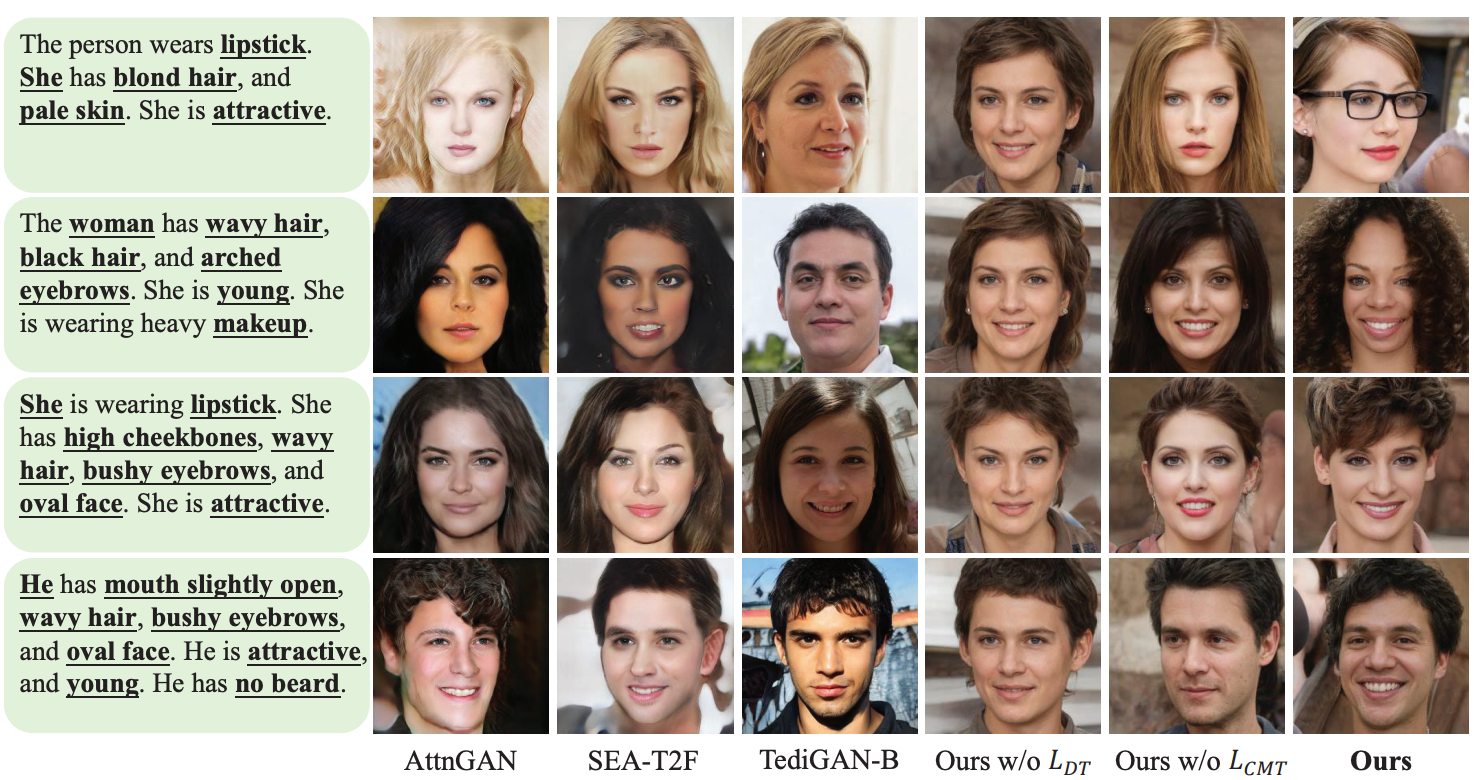 The person wears lipstick.
She has blond hair, and
pale skin. She is attractive.
The woman has wavy hair,
black hair, and arched
eyebrows. She is young. She
is wearing heavy makeup.
She is wearing lipstick. She
has high cheekbones, wavy
hair, bushy eyebrows, and
oval face. She is attractive.
He has mouth slightly open,
wavy hair, bushy eyebrows,
and oval face. He is attractive,
and young. He has no beard.
AttnGAN SEA-T2F TediGAN-B Ours w/o L_DT Ours w/o L_CMT Ours